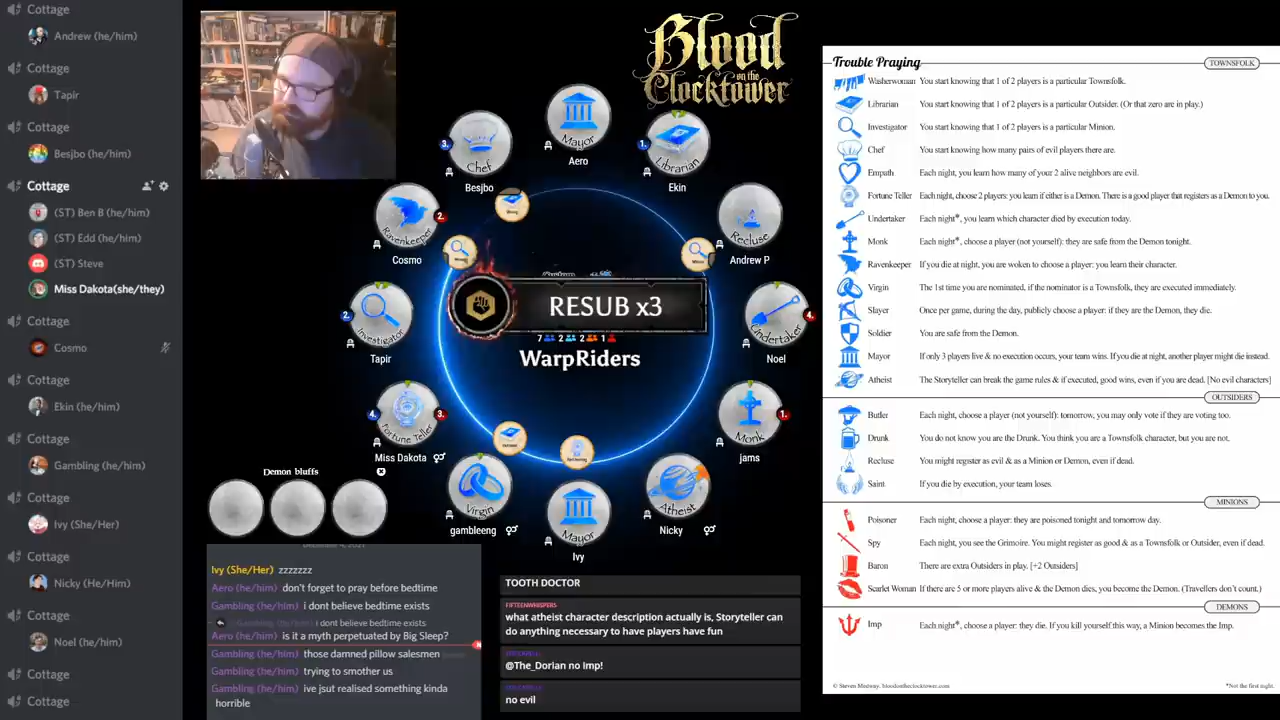 Cottage
Andrew (he/him)
Cottage
Tapir
Cottage
Besjbo (he/him)
Cottage
(ST) Ben B (he/him)
(ST) Edd (he/him)
(ST) Steve
Miss Dakota(she/they)
Cottage
Cosmo
Cottage
Ekin (he/him)
Cottage
Gambling (he/him)
Cottage
Ivy (She/Her)
Cottage
Nicky (He/Him)
Cottage
Noel (he/him)
Cottage
Cottage
Blood
on the
Clocktower
Mayor
Aero
3.
Chef
Besjbo
1.
Librarian
Ekin
Ravenkeeper
2.
Cosmo
Recluse
Andrew P
2.
Investigator
Tapir
Undertaker
4.
Noel
4.
Fortune Teller
3.
Miss Dakota
Monk
1.
jams
Virgin
gambleeng
Mayor
Ivy
Atheist
Nicky
RESUB x3
7 2 2 1
WarpRiders
Demon bluffs
Ivy (She/Her) zzzzzzz
Aero (he/him) don't forget to pray before bedtime
Gambling (he/him) i dont believe bedtime exists
Gambling (he/him) i dont believe bedtime exists
Aero (he/him) is it a myth perpetuated by Big Sleep?
Gambling (he/him) those damned pillow salesmen
Gambling (he/him) trying to smother us
Gambling (he/him) ive jsut realised something kinda
horrible
TOOTH DOCTOR
FIFTEENWHISPERS
what atheist character description actually is, Storyteller can
do anything necessary to have players have fun
@The_Dorian no Imp!
no evil
Trouble Praying
TOWNSFOLK
Washerwoman You start knowing that 1 of 2 players is a particular Townsfolk.
Librarian You start knowing that 1 of 2 players is a particular Outsider. (Or that zero are in play.)
Investigator You start knowing that 1 of 2 players is a particular Minion.
Chef You start knowing how many pairs of evil players there are.
Empath Each night, you learn how many of your 2 alive neighbors are evil.
Fortune Teller Each night, choose 2 players: you learn if either is a Demon. There is a good player that registers as a Demon to you.
Undertaker Each night*, you learn which character died by execution today.
Monk Each night*, choose a player (not yourself): they are safe from the Demon tonight.
Ravenkeeper If you die at night, you are woken to choose a player: you learn their character.
Virgin The 1st time you are nominated, if the nominator is a Townsfolk, they are executed immediately.
Slayer Once per game, during the day, publicly choose a player: if they are the Demon, they die.
Soldier You are safe from the Demon.
Mayor If only 3 players live & no execution occurs, your team wins. If you die at night, another player might die instead.
Atheist The Storyteller can break the game rules & if executed, good wins, even if you are dead. [No evil characters]
OUTSIDERS
Butler Each night, choose a player (not yourself): tomorrow, you may only vote if they are voting too.
Drunk You do not know you are the Drunk. You think you are a Townsfolk character, but you are not.
Recluse You might register as evil & as a Minion or Demon, even if dead.
Saint If you die by execution, your team loses.
MINIONS
Poisoner Each night, choose a player: they are poisoned tonight and tomorrow day.
Spy Each night, you see the Grimoire. You might register as good & as a Townsfolk or Outsider, even if dead.
Baron There are extra Outsiders in play. [+2 Outsiders]
Scarlet Woman If there are 5 or more players alive & the Demon dies, you become the Demon. (Travellers don't count.)
DEMONS
Imp Each night*, choose a player: they die. If you kill yourself this way, a Minion becomes the Imp.
*Not the first night.